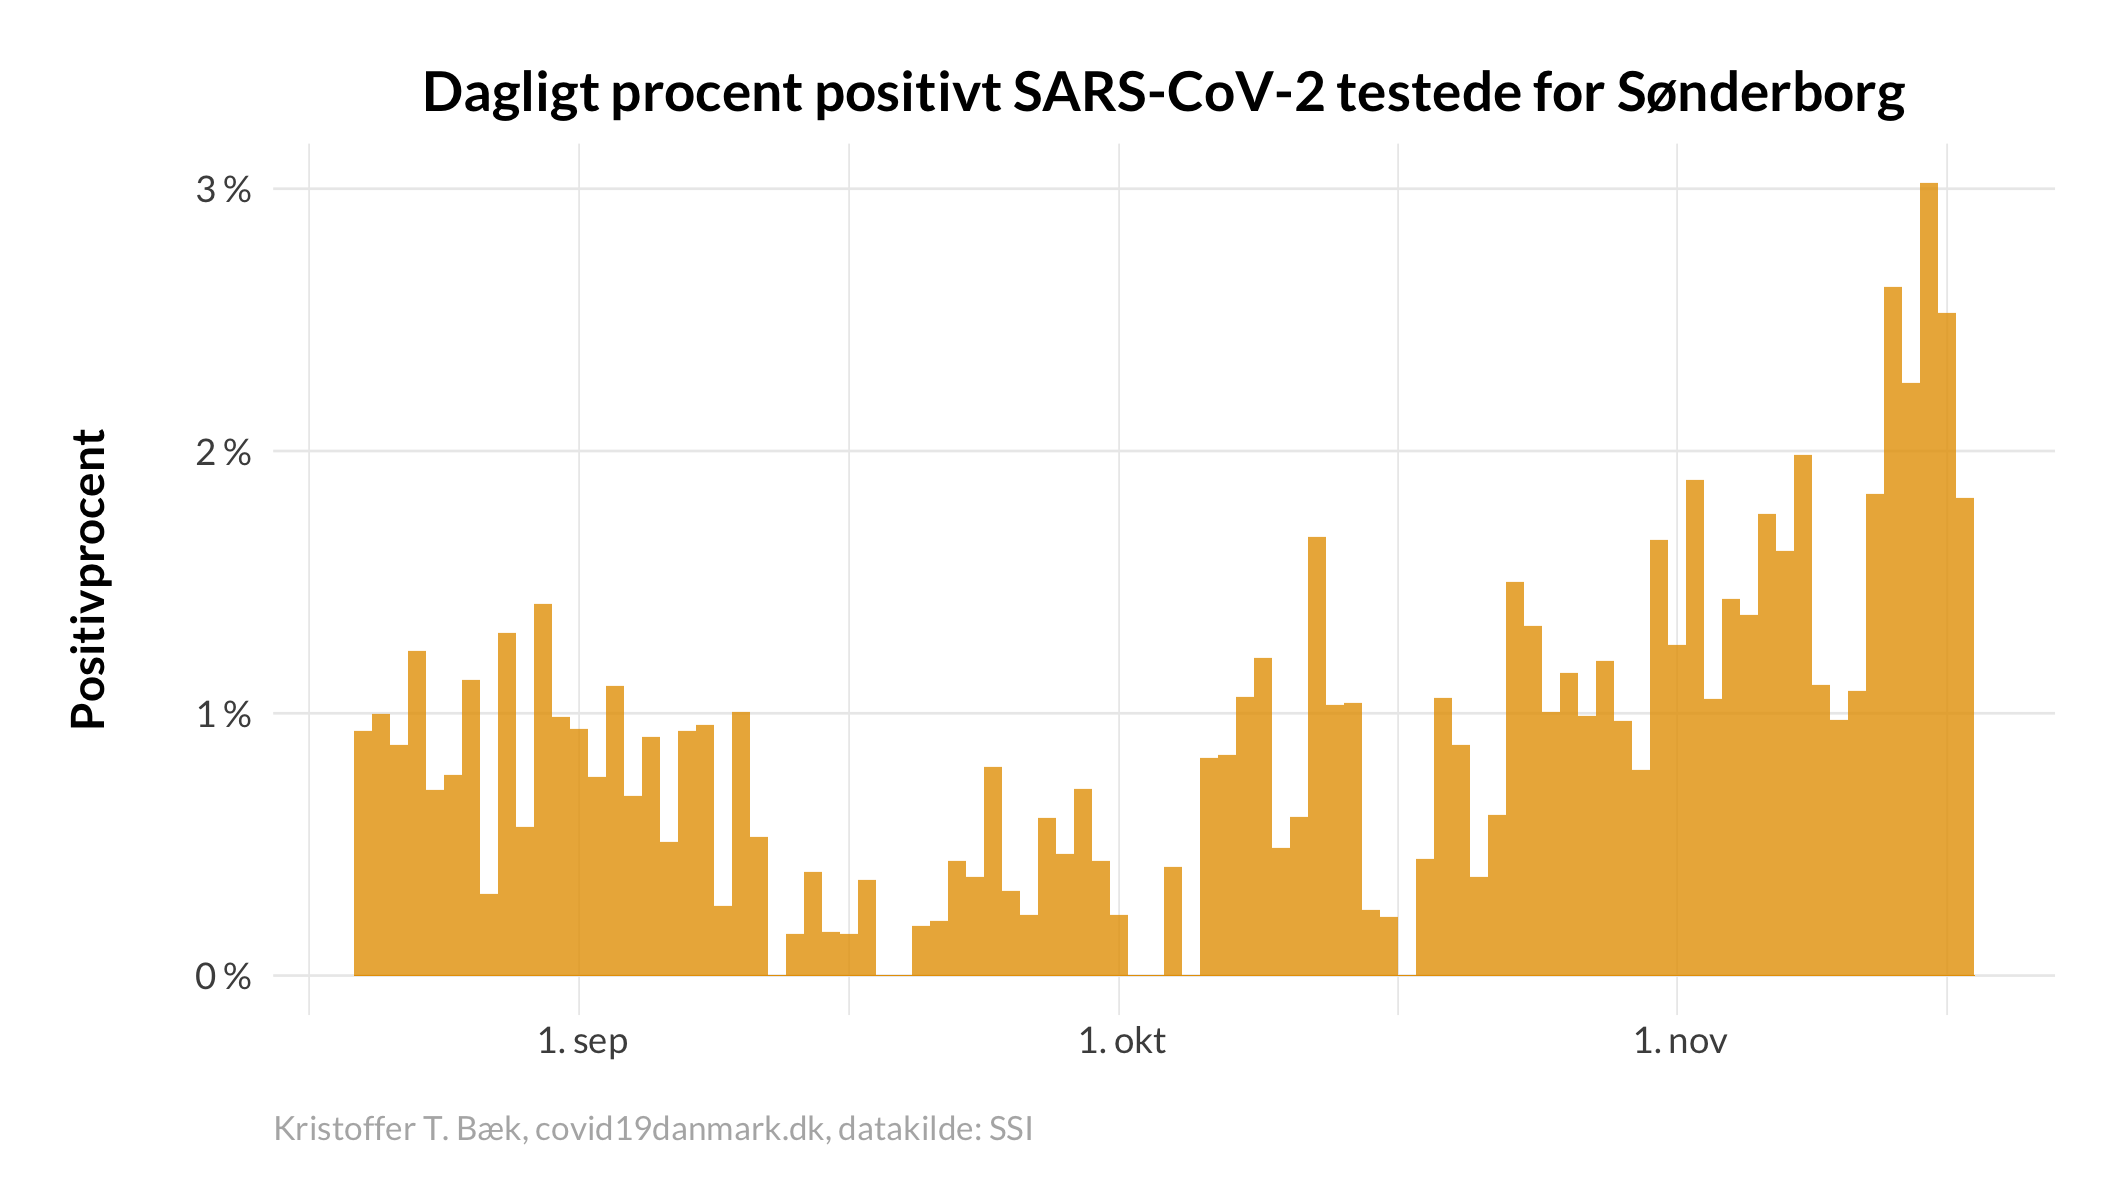 Dagligt procent positivt SARS-CoV-2 testede for Sønderborg
Positivprocent
3 %
2 %
1 %
0 %
1. sep
1. okt
1. nov
Kristoffer T. Bæk, covid19danmark.dk, datakilde: SSI